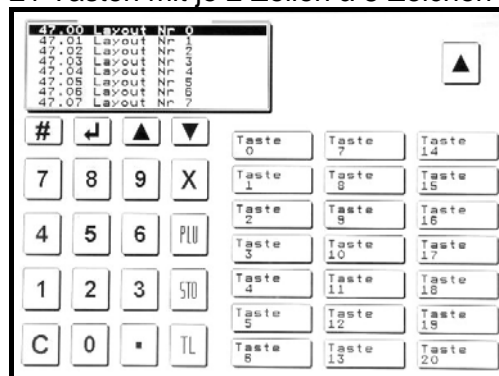 21 Tasten mit je 2 Zeilen à 8 Zeichen
47.00 Layout Nr 0
47.01 Layout Nr 1
47.02 Layout Nr 2
47.03 Layout Nr 3
47.04 Layout Nr 4
47.05 Layout Nr 5
47.06 Layout Nr 6
47.07 Layout Nr 7
▲
# ↵ ▲ ▼
7 8 9 X
4 5 6 PLU
1 2 3 STO
C 0 . TL
Taste
0
Taste
7
Taste
14
Taste
1
Taste
8
Taste
15
Taste
2
Taste
9
Taste
16
Taste
3
Taste
10
Taste
17
Taste
4
Taste
11
Taste
18
Taste
5
Taste
12
Taste
19
Taste
6
Taste
13
Taste
20